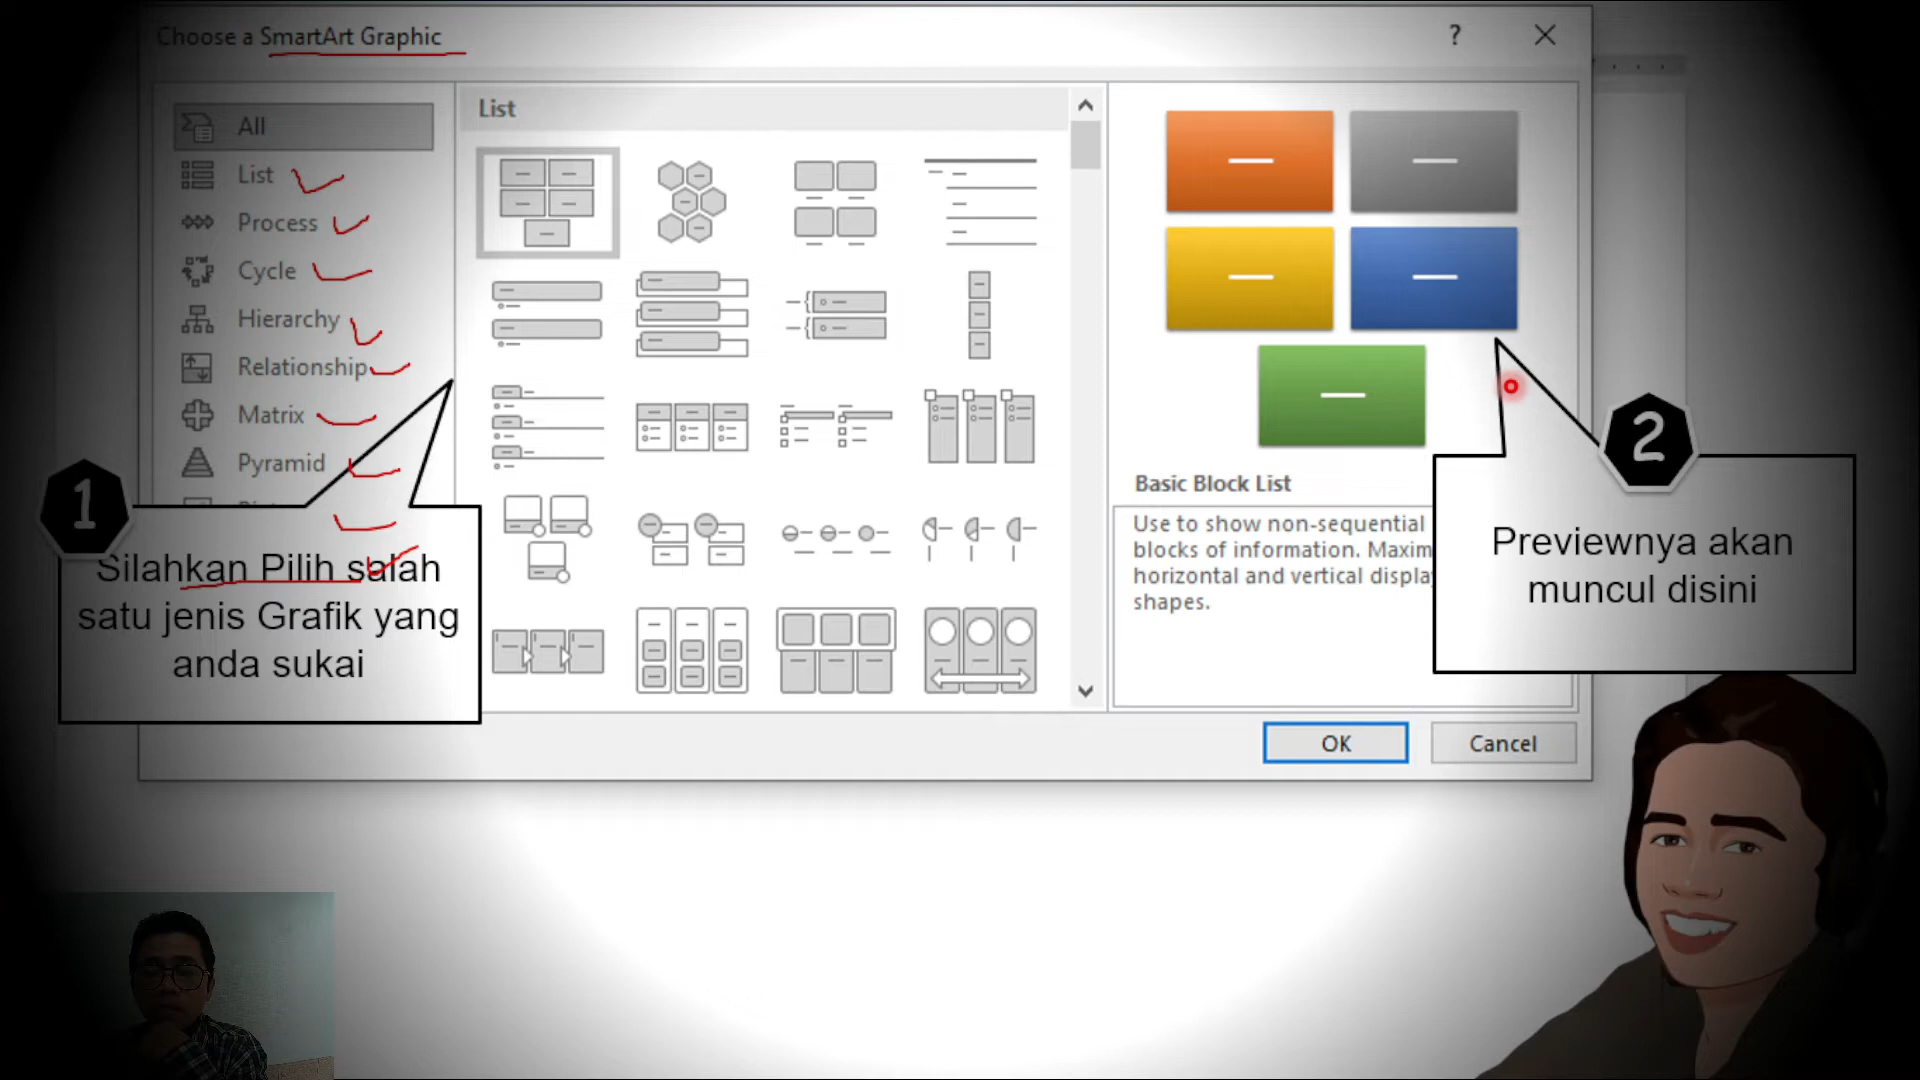 Choose a SmartArt Graphic
?
All
List
Process
Cycle
Hierarchy
Relationship
Matrix
Pyramid
List
Basic Block List
Use to show non-sequential
blocks of information. Maxim
horizontal and vertical display
shapes.
OK
Cancel
1
Silahkan Pilih salah
satu jenis Grafik yang
anda sukai
2
Previewnya akan
muncul disini